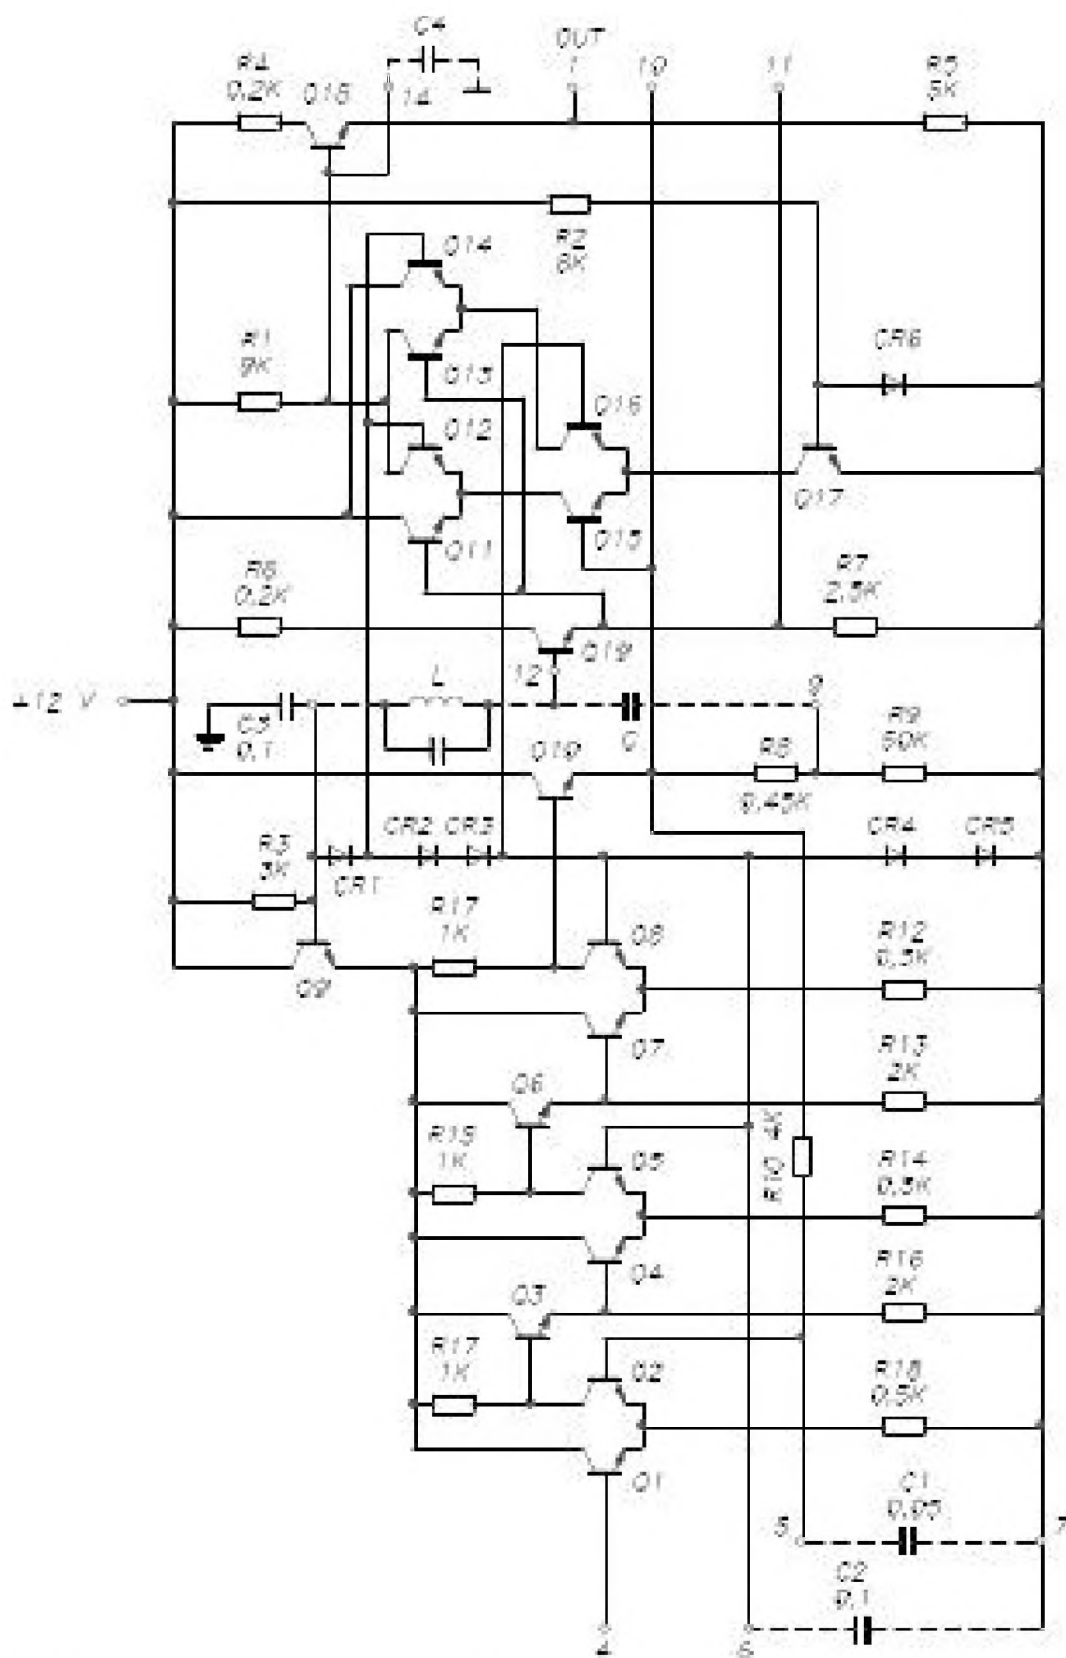 C4
OUT
1
10
11
R4
0,2K
Q18
14
R5
5K
Q14
R2
8K
R1
9K
Q13
CR6
Q12
Q16
Q17
Q11
Q15
R6
0,2K
R7
2,5K
Q19
12
L
9
+12 V
C3
0,1
C
R9
Q10
R8
0,45K
R3
3K
CR1
CR2
CR3
CR4
CR5
R17
1K
Q8
R12
0,5K
Q9
Q7
R13
2K
Q6
R15
1K
Q5
4K
R10
R14
0,5K
Q4
R16
2K
Q3
R17
1K
Q2
R18
0,5K
Q1
C1
0,05
7
C2
0,1
4
6